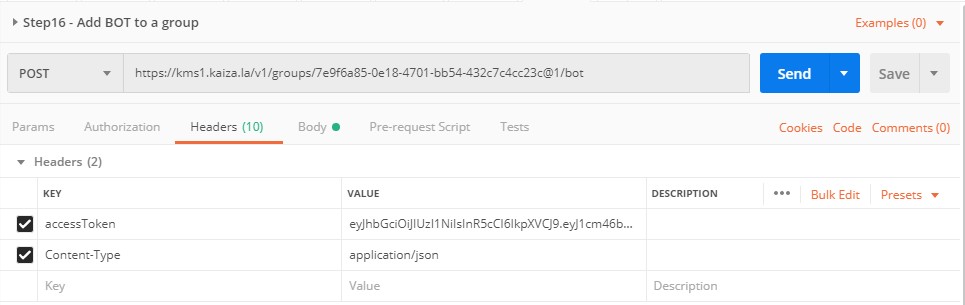 Step16 - Add BOT to a group
Examples (0)
POST
https://kms1.kaiza.la/v1/groups/7e9f6a85-0e18-4701-bb54-432c7c4cc23c@1/bot
Send
Save
Params Authorization Headers (10) Body Pre-request Script Tests
Cookies Code Comments (0)
Headers (2)
KEY VALUE DESCRIPTION ••• Bulk Edit Presets
accessToken eyJhbGciOiJIUzI1NiIsInR5cCI6IkpXVCJ9.eyJ1cm46b...
Content-Type application/json
Key Value Description